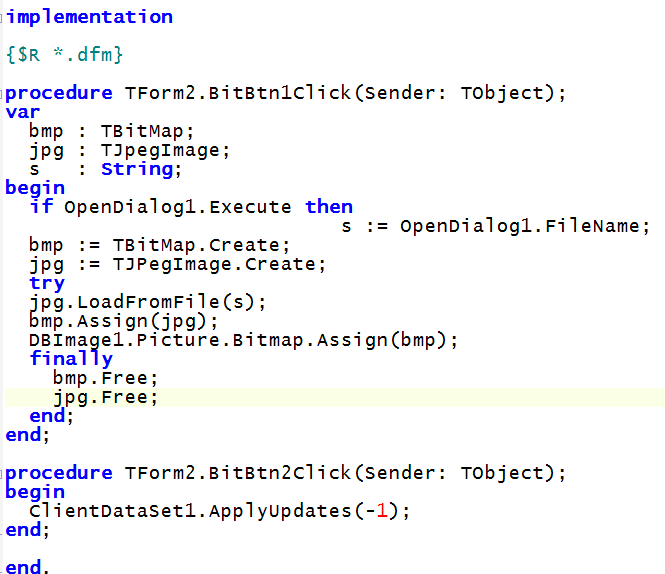 implementation
{$R *.dfm}
procedure TForm2.BitBtn1Click(Sender: TObject);
var
bmp : TBitMap;
jpg : TJpegImage;
s : String;
begin
if OpenDialog1.Execute then
s := OpenDialog1.FileName;
bmp := TBitMap.Create;
jpg := TJPegImage.Create;
try
jpg.LoadFromFile(s);
bmp.Assign(jpg);
DBImage1.Picture.Bitmap.Assign(bmp);
finally
bmp.Free;
jpg.Free;
end;
end;
procedure TForm2.BitBtn2Click(Sender: TObject);
begin
ClientDataSet1.ApplyUpdates(-1);
end;
end.